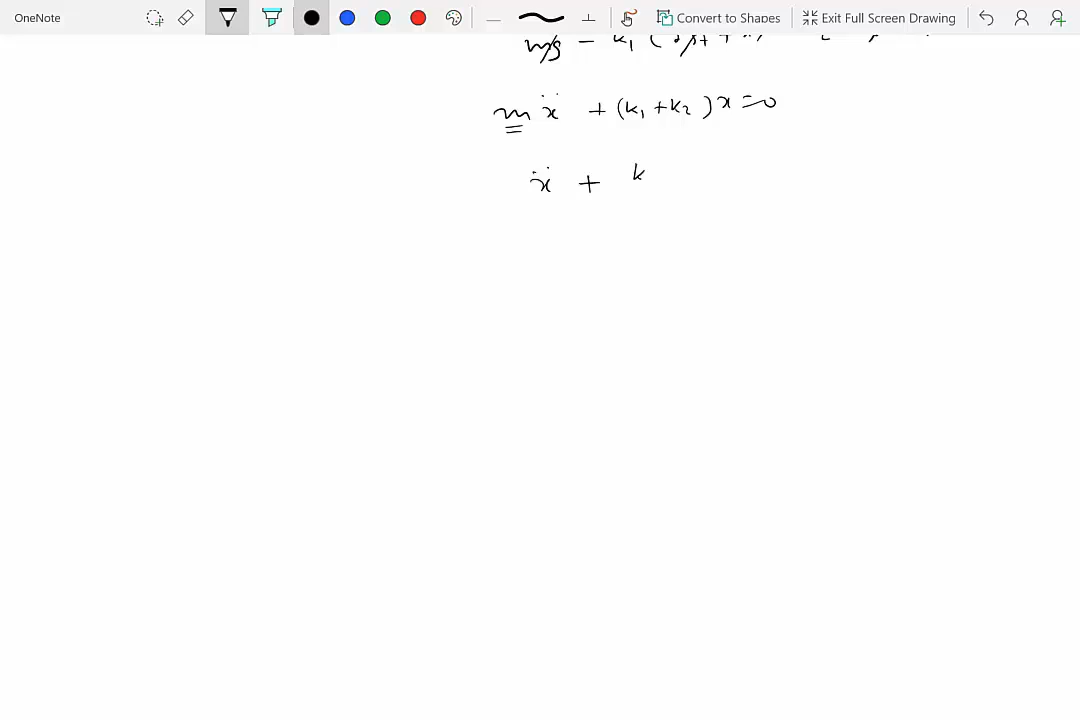 OneNote
Convert to Shapes
Exit Full Screen Drawing
mẍ + (k₁ + k₂)x = 0
ẍ + k